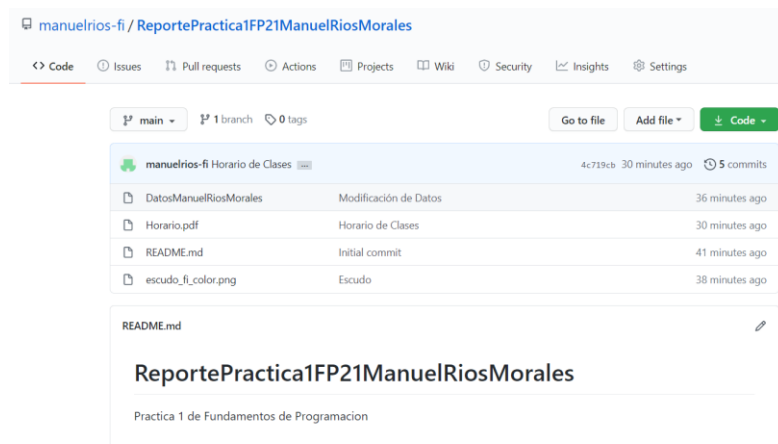 manuelrios-fi / ReportePractica1FP21ManuelRiosMorales
Code Issues Pull requests Actions Projects Wiki Security Insights Settings
main 1 branch 0 tags Go to file Add file Code
manuelrios-fi Horario de Clases ... 4c719cb 30 minutes ago 5 commits
DatosManuelRiosMorales Modificación de Datos 36 minutes ago
Horario.pdf Horario de Clases 30 minutes ago
README.md Initial commit 41 minutes ago
escudo_fi_color.png Escudo 38 minutes ago
README.md
ReportePractica1FP21ManuelRiosMorales
Practica 1 de Fundamentos de Programacion